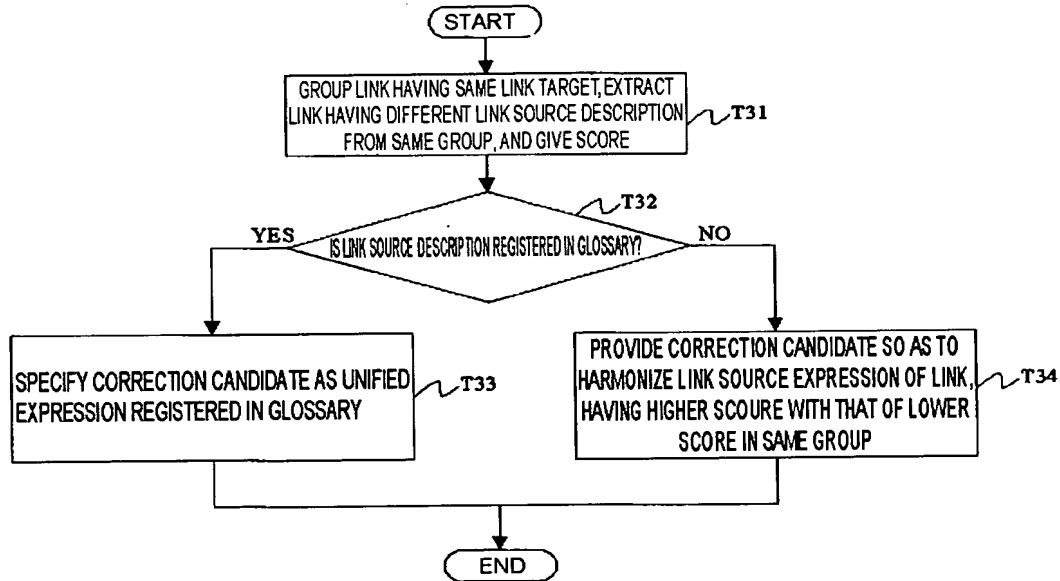 START
GROUP LINK HAVING SAME LINK TARGET, EXTRACT
LINK HAVING DIFFERENT LINK SOURCE DESCRIPTION
FROM SAME GROUP, AND GIVE SCORE
T31
T32
YES
IS LINK SOURCE DESCRIPTION REGISTERED IN GLOSSARY?
NO
SPECIFY CORRECTION CANDIDATE AS UNIFIED
EXPRESSION REGISTERED IN GLOSSARY
T33
PROVIDE CORRECTION CANDIDATE SO AS TO
HARMONIZE LINK SOURCE EXPRESSION OF LINK,
HAVING HIGHER SCOURE WITH THAT OF LOWER
SCORE IN SAME GROUP
T34
END